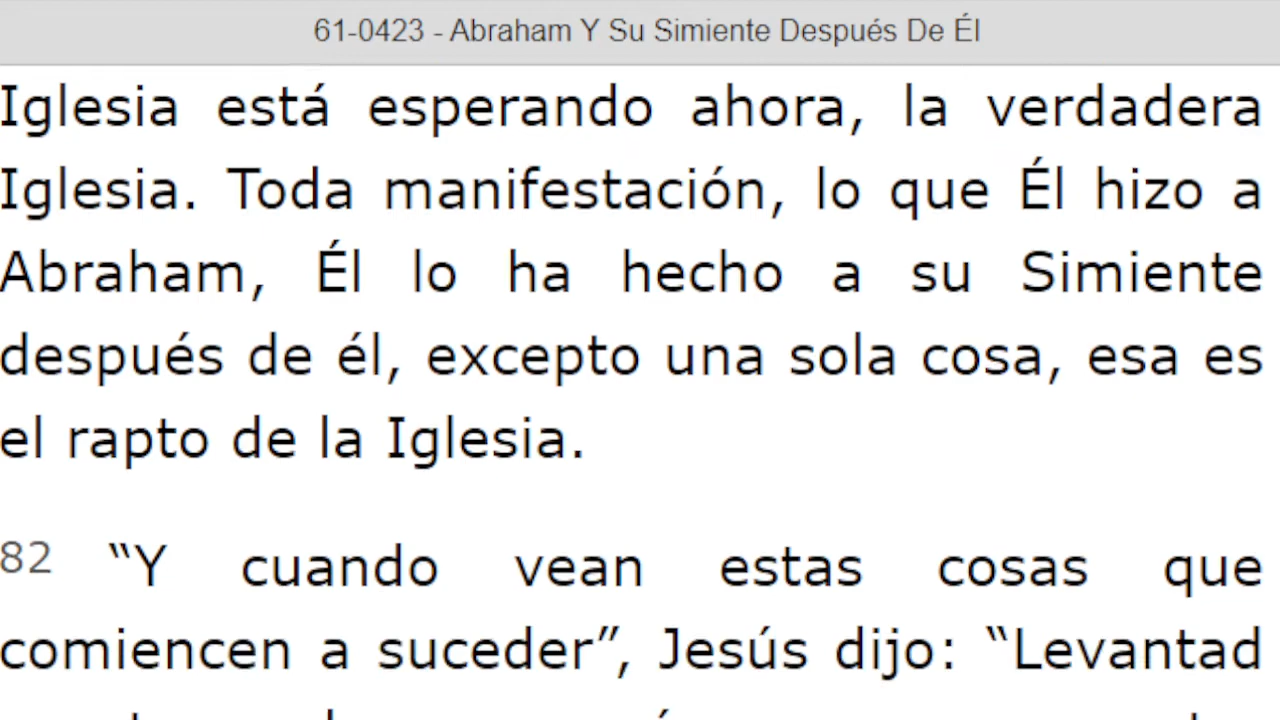 61-0423 - Abraham Y Su Simiente Después De Él
Iglesia está esperando ahora, la verdadera
Iglesia. Toda manifestación, lo que Él hizo a
Abraham, Él lo ha hecho a su Simiente
después de él, excepto una sola cosa, esa es
el rapto de la Iglesia.
82 “Y cuando vean estas cosas que
comiencen a suceder”, Jesús dijo: “Levantad